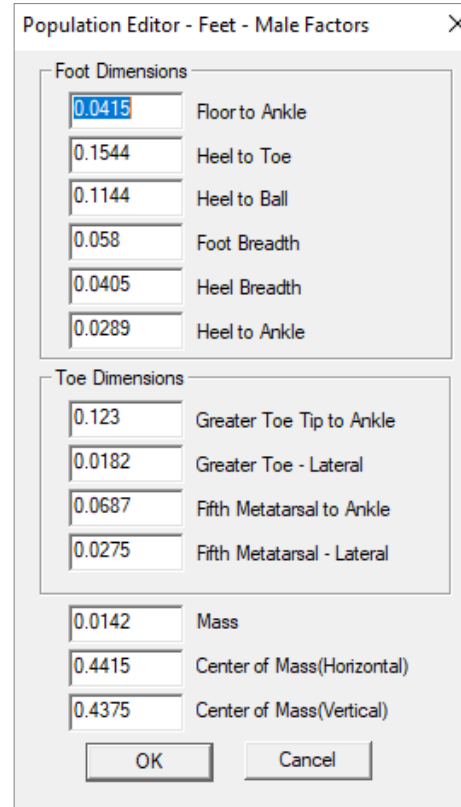 Population Editor - Feet - Male Factors
Foot Dimensions
0.0415 Floor to Ankle
0.1544 Heel to Toe
0.1144 Heel to Ball
0.058 Foot Breadth
0.0405 Heel Breadth
0.0289 Heel to Ankle
Toe Dimensions
0.123 Greater Toe Tip to Ankle
0.0182 Greater Toe - Lateral
0.0687 Fifth Metatarsal to Ankle
0.0275 Fifth Metatarsal - Lateral
0.0142 Mass
0.4415 Center of Mass(Horizontal)
0.4375 Center of Mass(Vertical)
OK Cancel